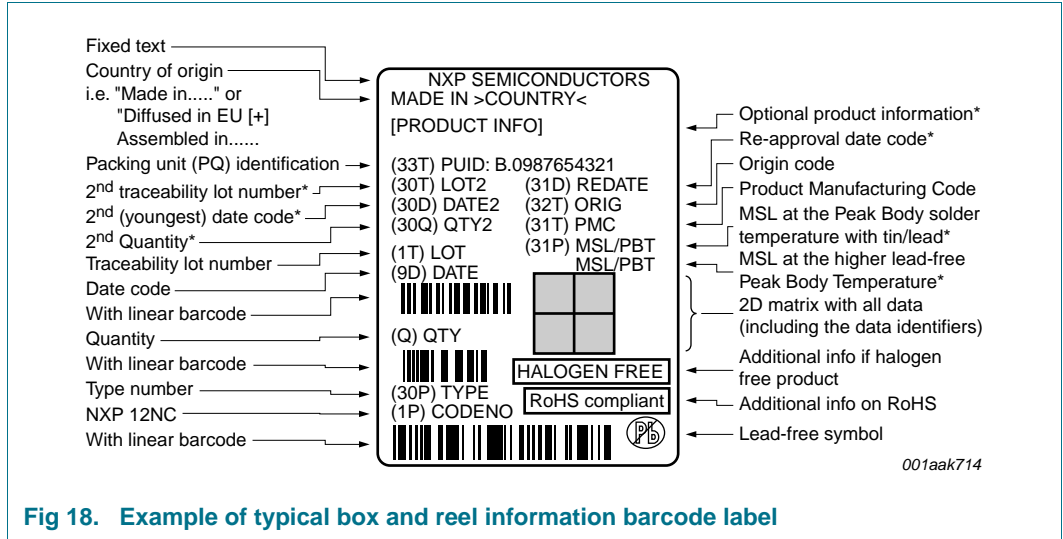 Fixed text
Country of origin
i.e. "Made in....." or
"Diffused in EU [+]
Assembled in......
Packing unit (PQ) identification
2nd traceability lot number*
2nd (youngest) date code*
2nd Quantity*
Traceability lot number
Date code
With linear barcode
Quantity
With linear barcode
Type number
NXP 12NC
With linear barcode
NXP SEMICONDUCTORS
MADE IN >COUNTRY<
[PRODUCT INFO]
(33T) PUID: B.0987654321
(30T) LOT2 (31D) REDATE
(30D) DATE2 (32T) ORIG
(30Q) QTY2 (31T) PMC
(31P) MSL/PBT
(1T) LOT
MSL/PBT
(9D) DATE
(Q) QTY
HALOGEN FREE
(30P) TYPE
RoHS compliant
(1P) CODENO
Pb
Optional product information*
Re-approval date code*
Origin code
Product Manufacturing Code
MSL at the Peak Body solder
temperature with tin/lead*
MSL at the higher lead-free
Peak Body Temperature*
2D matrix with all data
(including the data identifiers)
Additional info if halogen
free product
Additional info on RoHS
Lead-free symbol
001aak714
Fig 18. Example of typical box and reel information barcode label